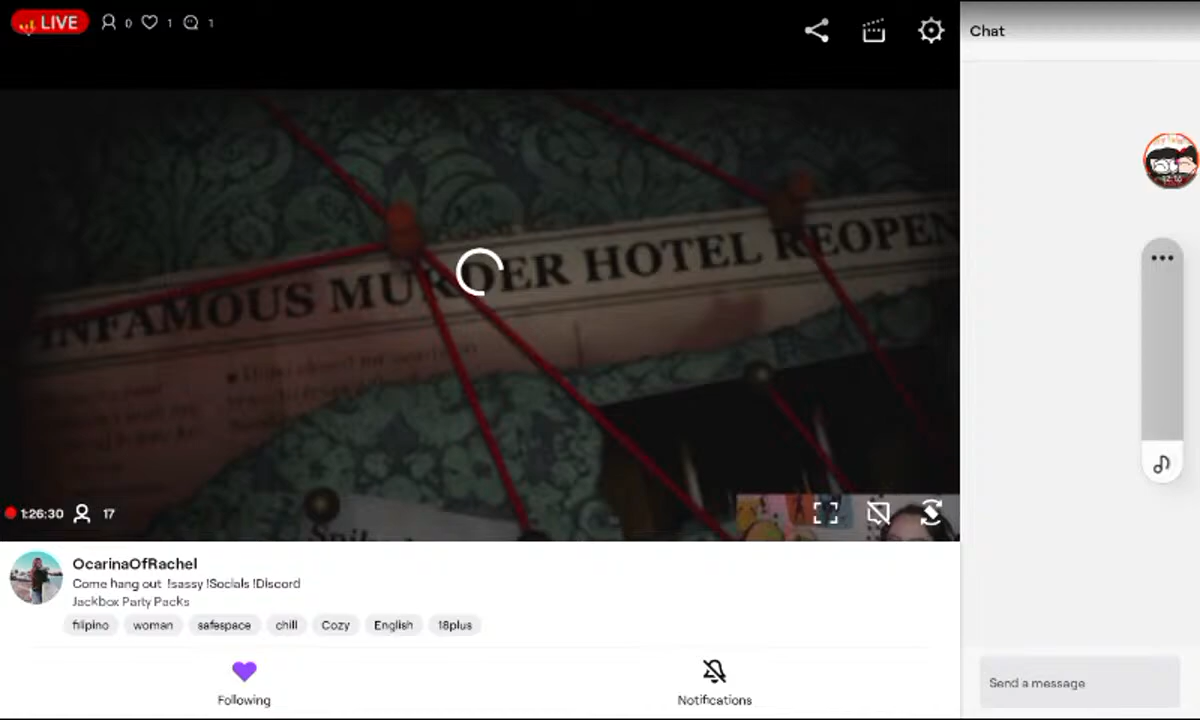 LIVE 0 1 1
Chat
INFAMOUS MURDER HOTEL REOPEN
1:26:30 17
OcarinaOfRachel
Come hang out !sassy !Socials !Discord
Jackbox Party Packs
filipino woman safespace chill Cozy English 18plus
Following Notifications
Send a message